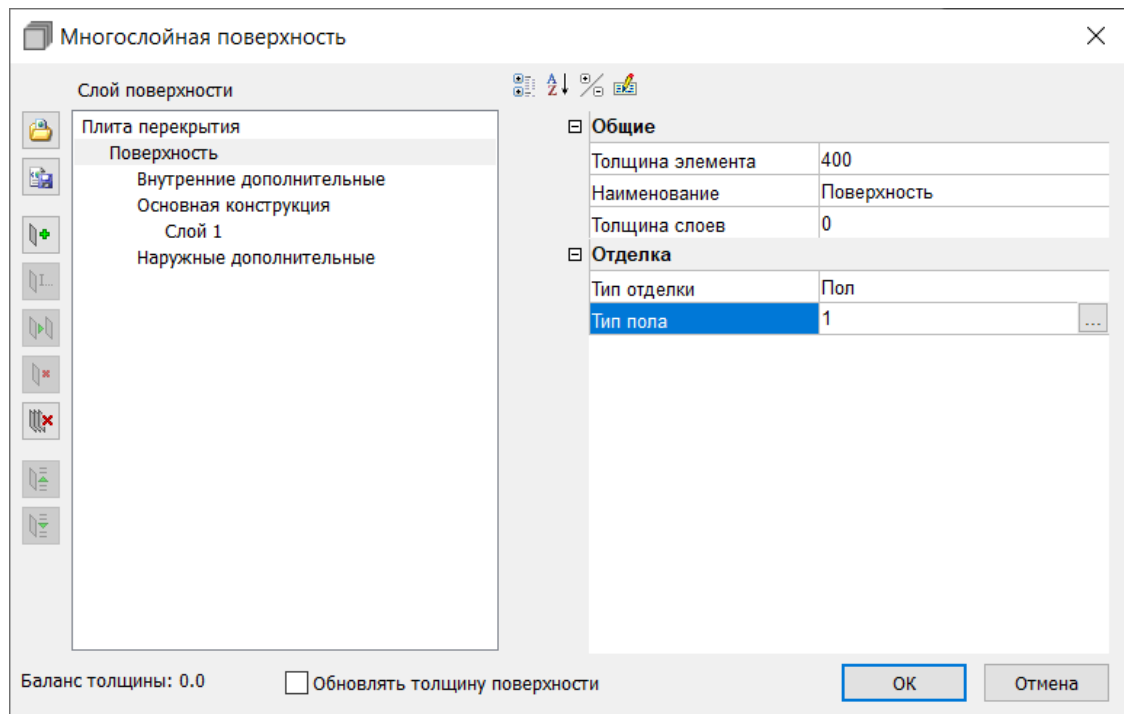 Многослойная поверхность
Слой поверхности
Плита перекрытия
Поверхность
Внутренние дополнительные
Основная конструкция
Слой 1
Наружные дополнительные
Общие
Толщина элемента 400
Наименование Поверхность
Толщина слоев 0
Отделка
Тип отделки Пол
Тип пола 1 ...
Баланс толщины: 0.0
Обновлять толщину поверхности
ОК
Отмена